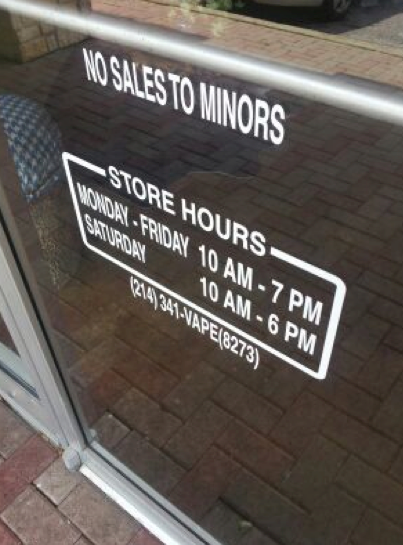 NO SALES TO MINORS
STORE HOURS
MONDAY - FRIDAY 10 AM - 7 PM
SATURDAY 10 AM - 6 PM
(214) 341-VAPE(8273)